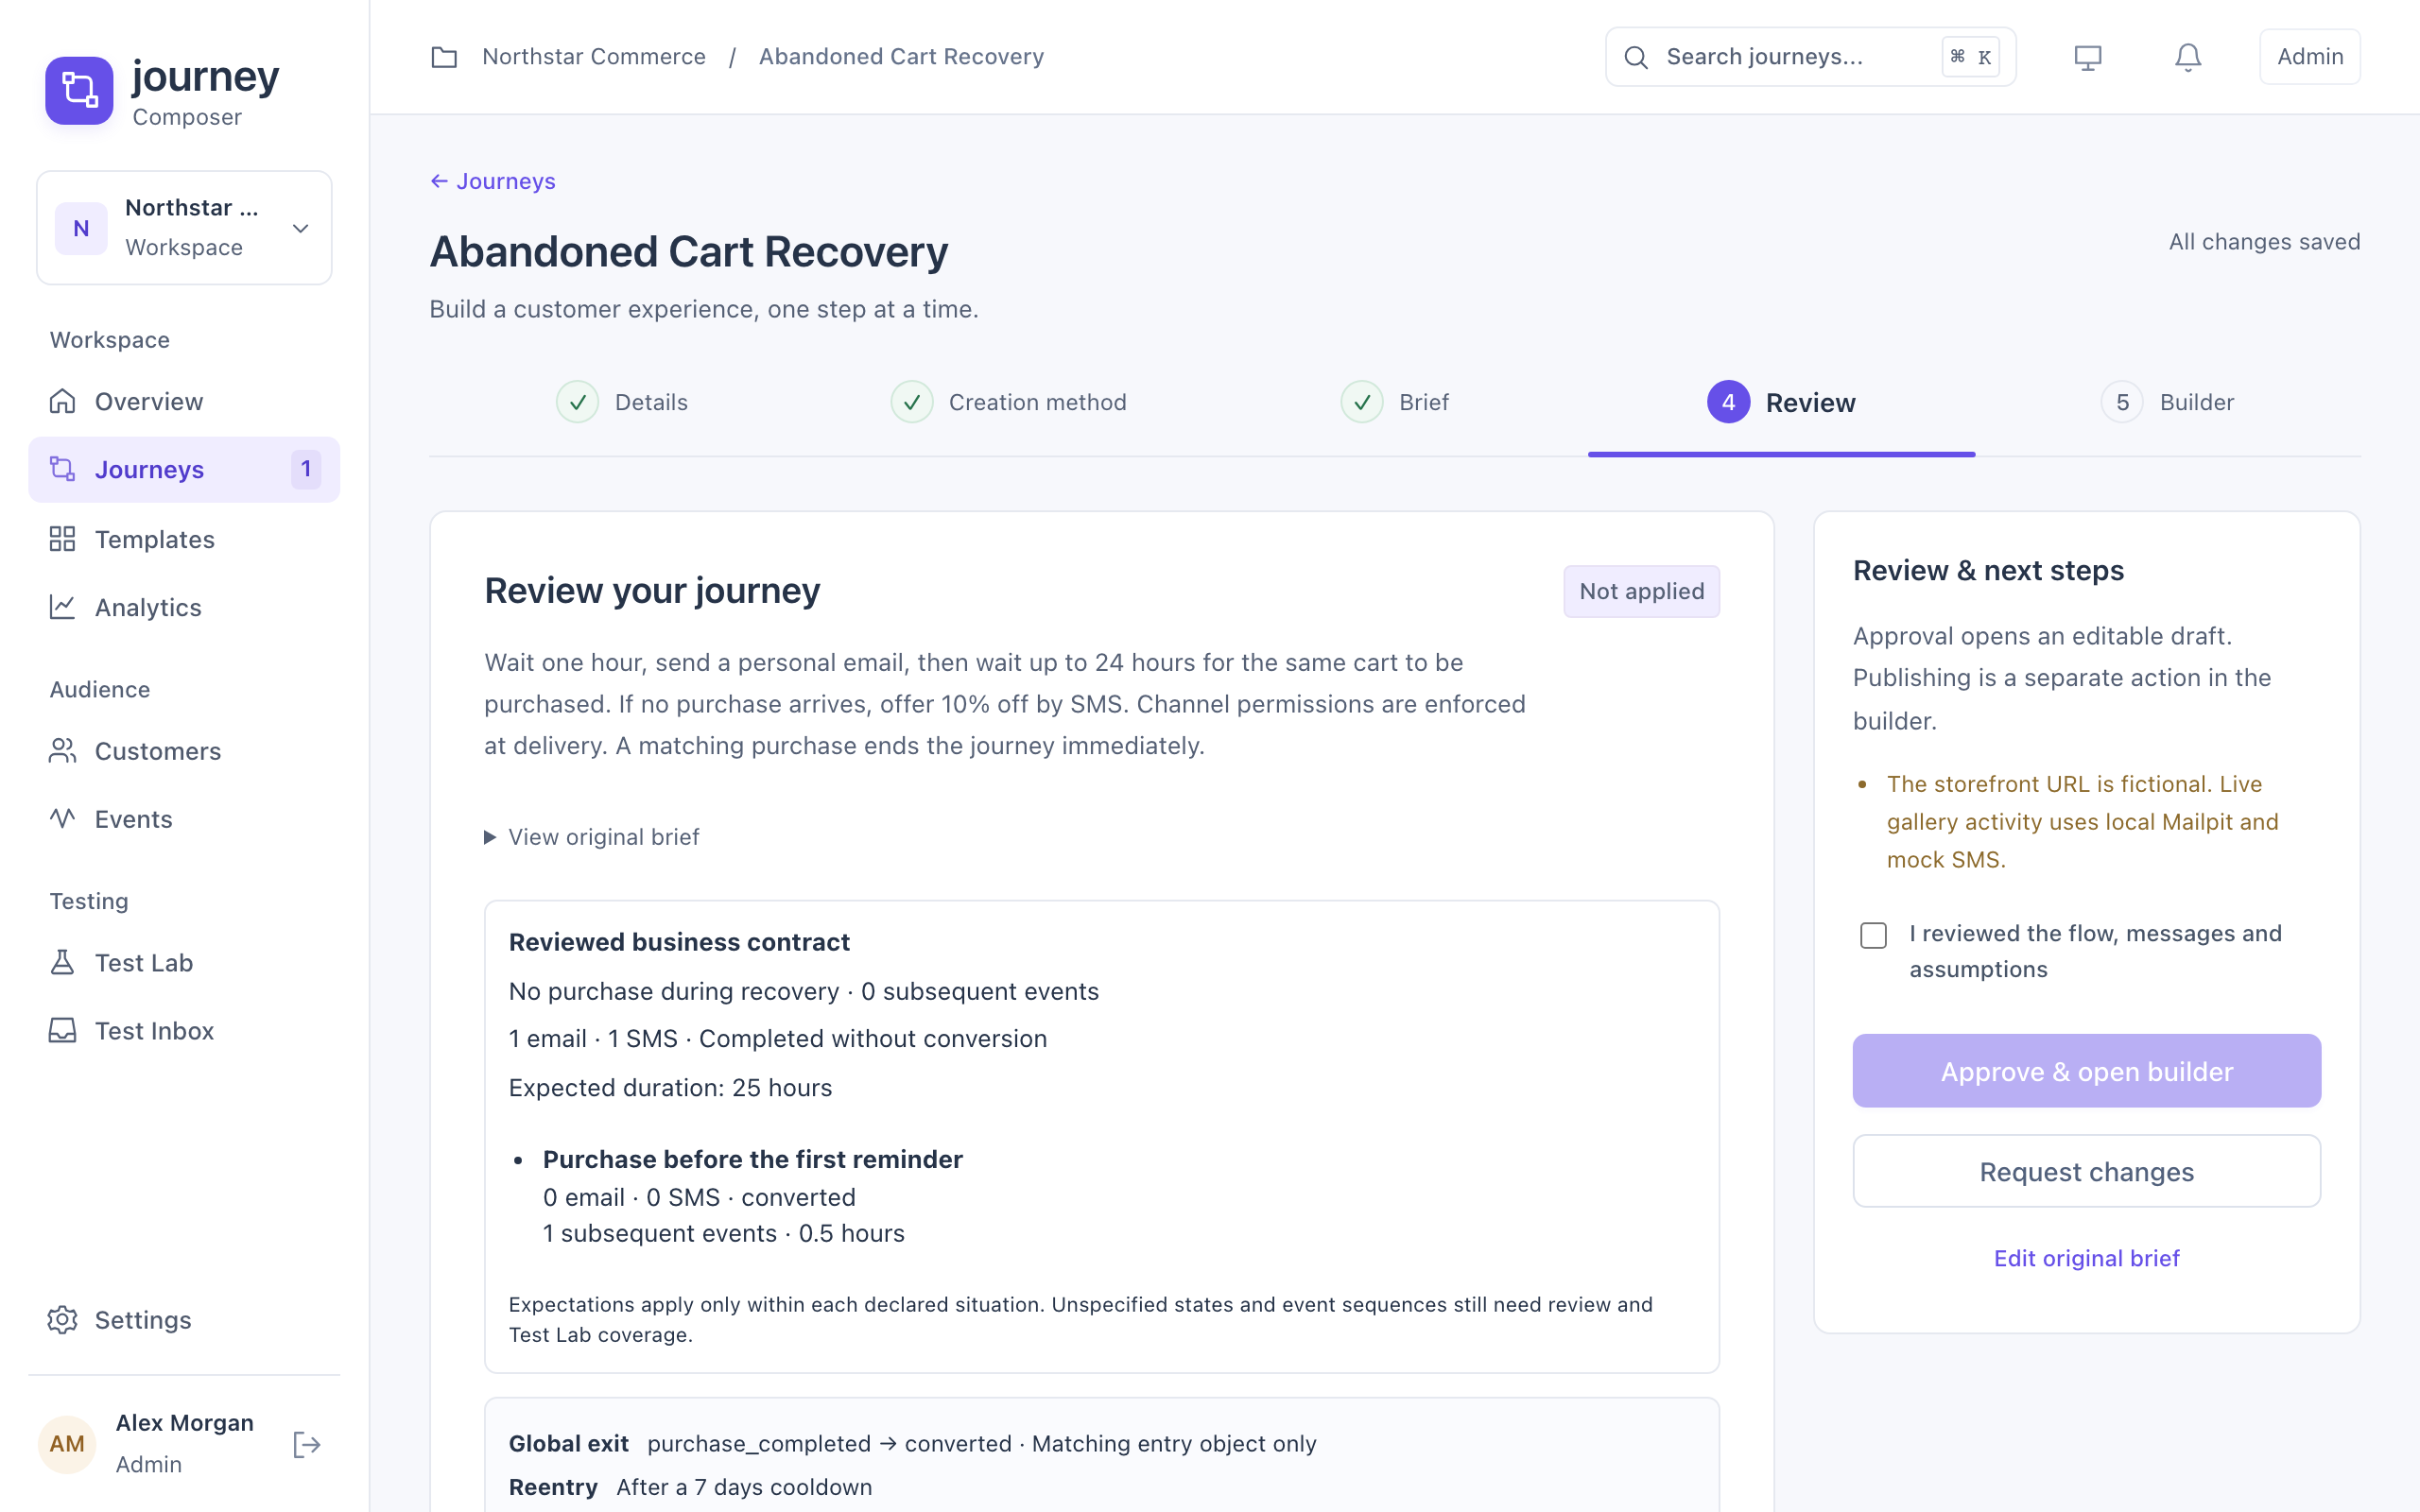 journey
Composer
N
Northstar ...
Workspace
Workspace
Overview
Journeys
1
Templates
Analytics
Audience
Customers
Events
Testing
Test Lab
Test Inbox
Settings
AM
Alex Morgan
Admin
Northstar Commerce / Abandoned Cart Recovery
Search journeys...
⌘ K
Admin
← Journeys
Abandoned Cart Recovery
All changes saved
Build a customer experience, one step at a time.
Details
Creation method
Brief
4 Review
5 Builder
Review your journey
Not applied
Wait one hour, send a personal email, then wait up to 24 hours for the same cart to be
purchased. If no purchase arrives, offer 10% off by SMS. Channel permissions are enforced
at delivery. A matching purchase ends the journey immediately.
▶ View original brief
Reviewed business contract
No purchase during recovery · 0 subsequent events
1 email · 1 SMS · Completed without conversion
Expected duration: 25 hours
• Purchase before the first reminder
0 email · 0 SMS · converted
1 subsequent events · 0.5 hours
Expectations apply only within each declared situation. Unspecified states and event sequences still need review and
Test Lab coverage.
Global exit purchase_completed → converted · Matching entry object only
Reentry After a 7 days cooldown
Review & next steps
Approval opens an editable draft.
Publishing is a separate action in the
builder.
• The storefront URL is fictional. Live
gallery activity uses local Mailpit and
mock SMS.
I reviewed the flow, messages and
assumptions
Approve & open builder
Request changes
Edit original brief